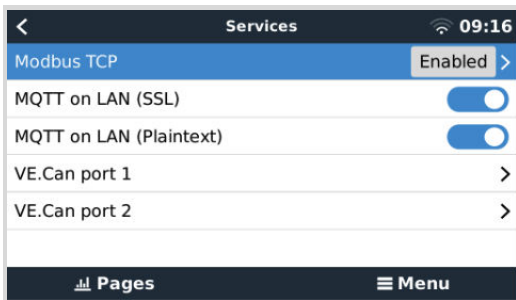 Services 09:16
Modbus TCP Enabled
MQTT on LAN (SSL)
MQTT on LAN (Plaintext)
VE.Can port 1
VE.Can port 2
Pages Menu